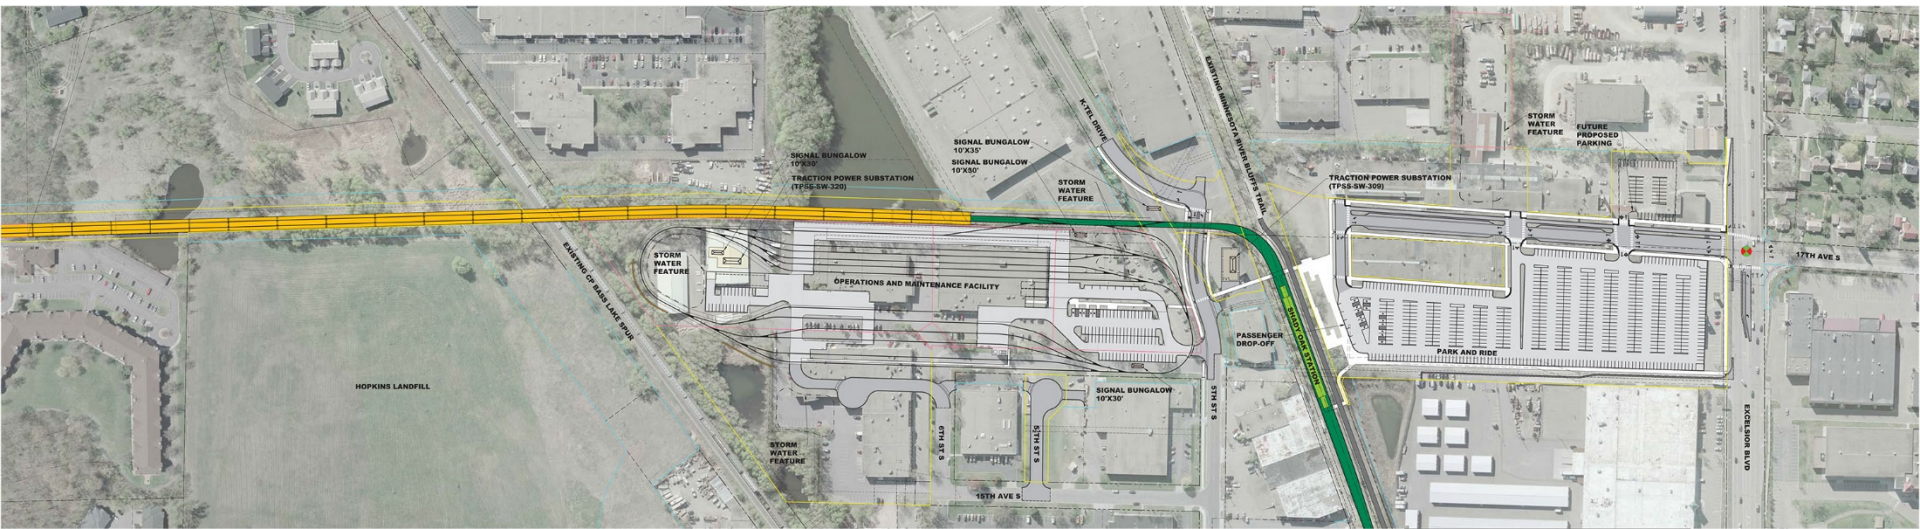 SIGNAL BUNGALOW
10'X30'
TRACTION POWER SUBSTATION
(TPSS-SW-320)
SIGNAL BUNGALOW
10'X35'
SIGNAL BUNGALOW
10'X50'
K-TEL DRIVE
STORM
WATER
FEATURE
EXISTING MINNESOTA RIVER BLUFFS TRAIL
TRACTION POWER SUBSTATION
(TPSS-SW-309)
STORM
WATER
FEATURE
FUTURE
PROPOSED
PARKING
17TH AVE S
STORM
WATER
FEATURE
EXISTING CP BASS LAKE SPUR
OPERATIONS AND MAINTENANCE FACILITY
PASSENGER
DROP-OFF
SHADY OAK STATION
PARK AND RIDE
HOPKINS LANDFILL
SIGNAL BUNGALOW
10'X30'
5TH ST S
EXCELSIOR BLVD
STORM
WATER
FEATURE
6TH ST S
15TH AVE S